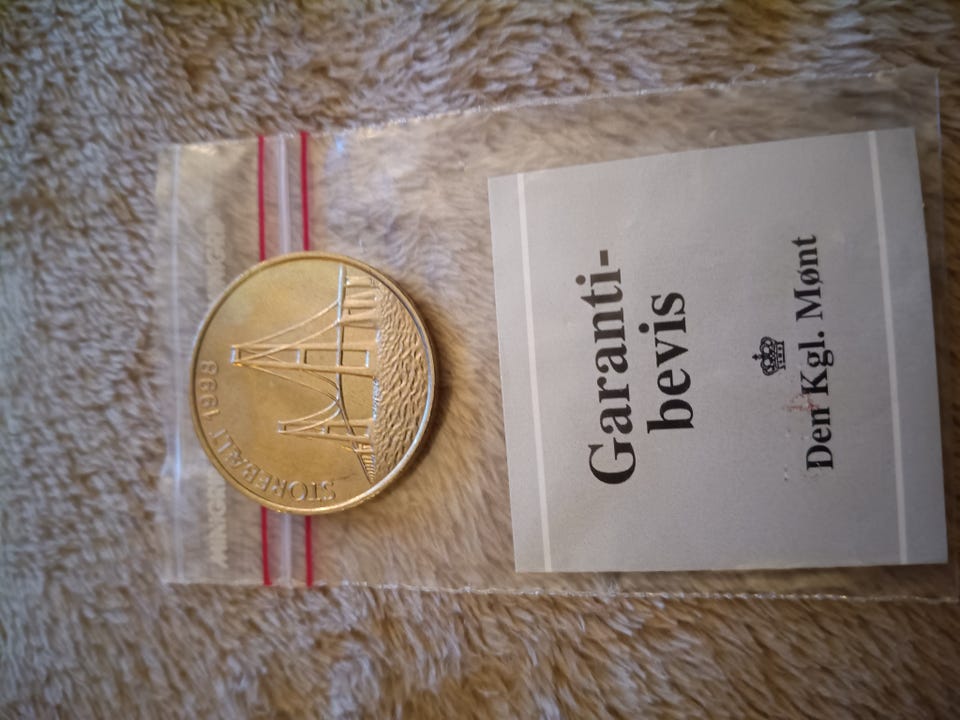 STOREBÆLT 1998
Garanti-
bevis
Den Kgl. Mønt